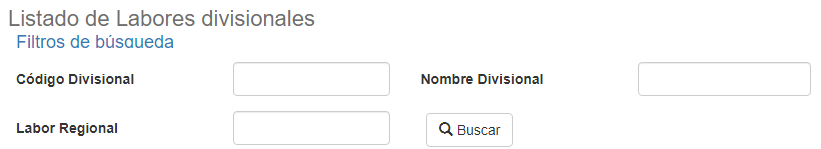 Listado de Labores divisionales
Filtros de búsqueda
Código Divisional Nombre Divisional
Labor Regional Buscar